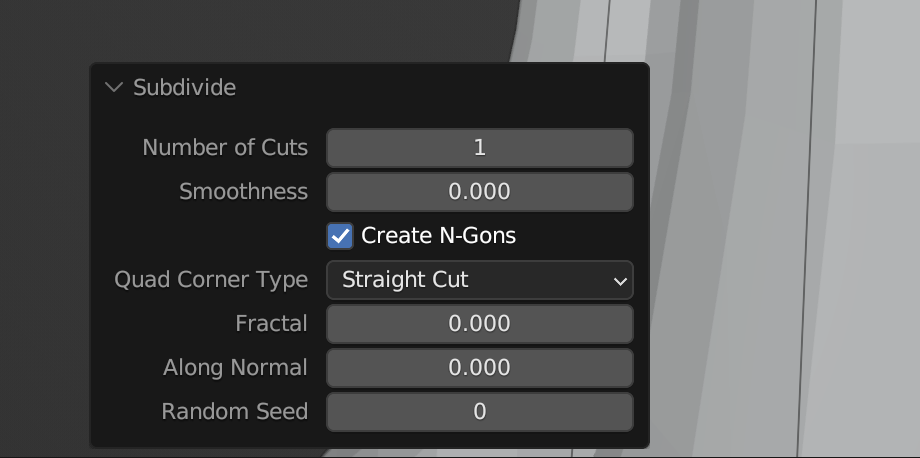 Subdivide
Number of Cuts 1
Smoothness 0.000
Create N-Gons
Quad Corner Type Straight Cut
Fractal 0.000
Along Normal 0.000
Random Seed 0